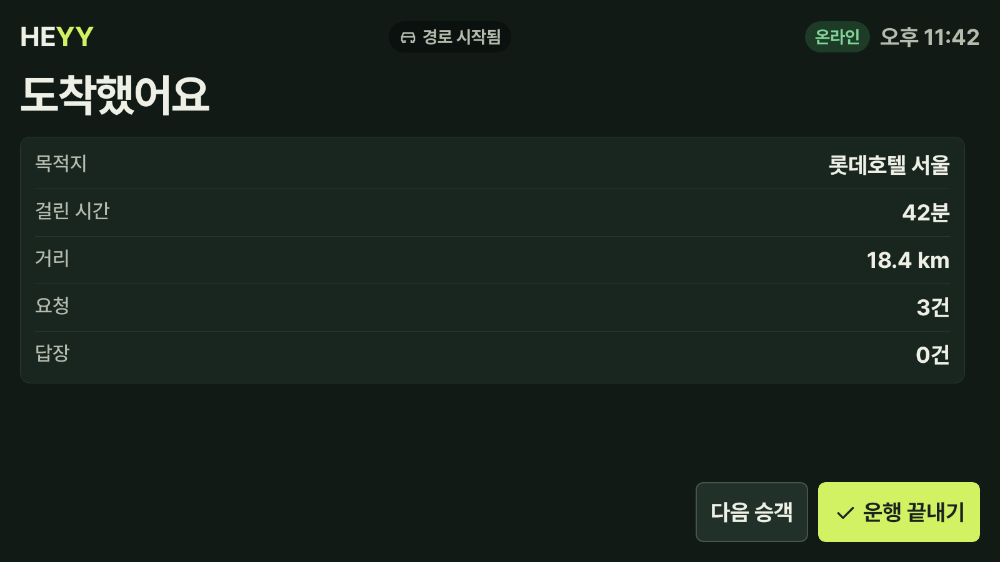 HEYY
경로 시작됨
온라인 오후 11:42
도착했어요
목적지 롯데호텔 서울
걸린 시간 42분
거리 18.4 km
요청 3건
답장 0건
다음 승객
운행 끝내기